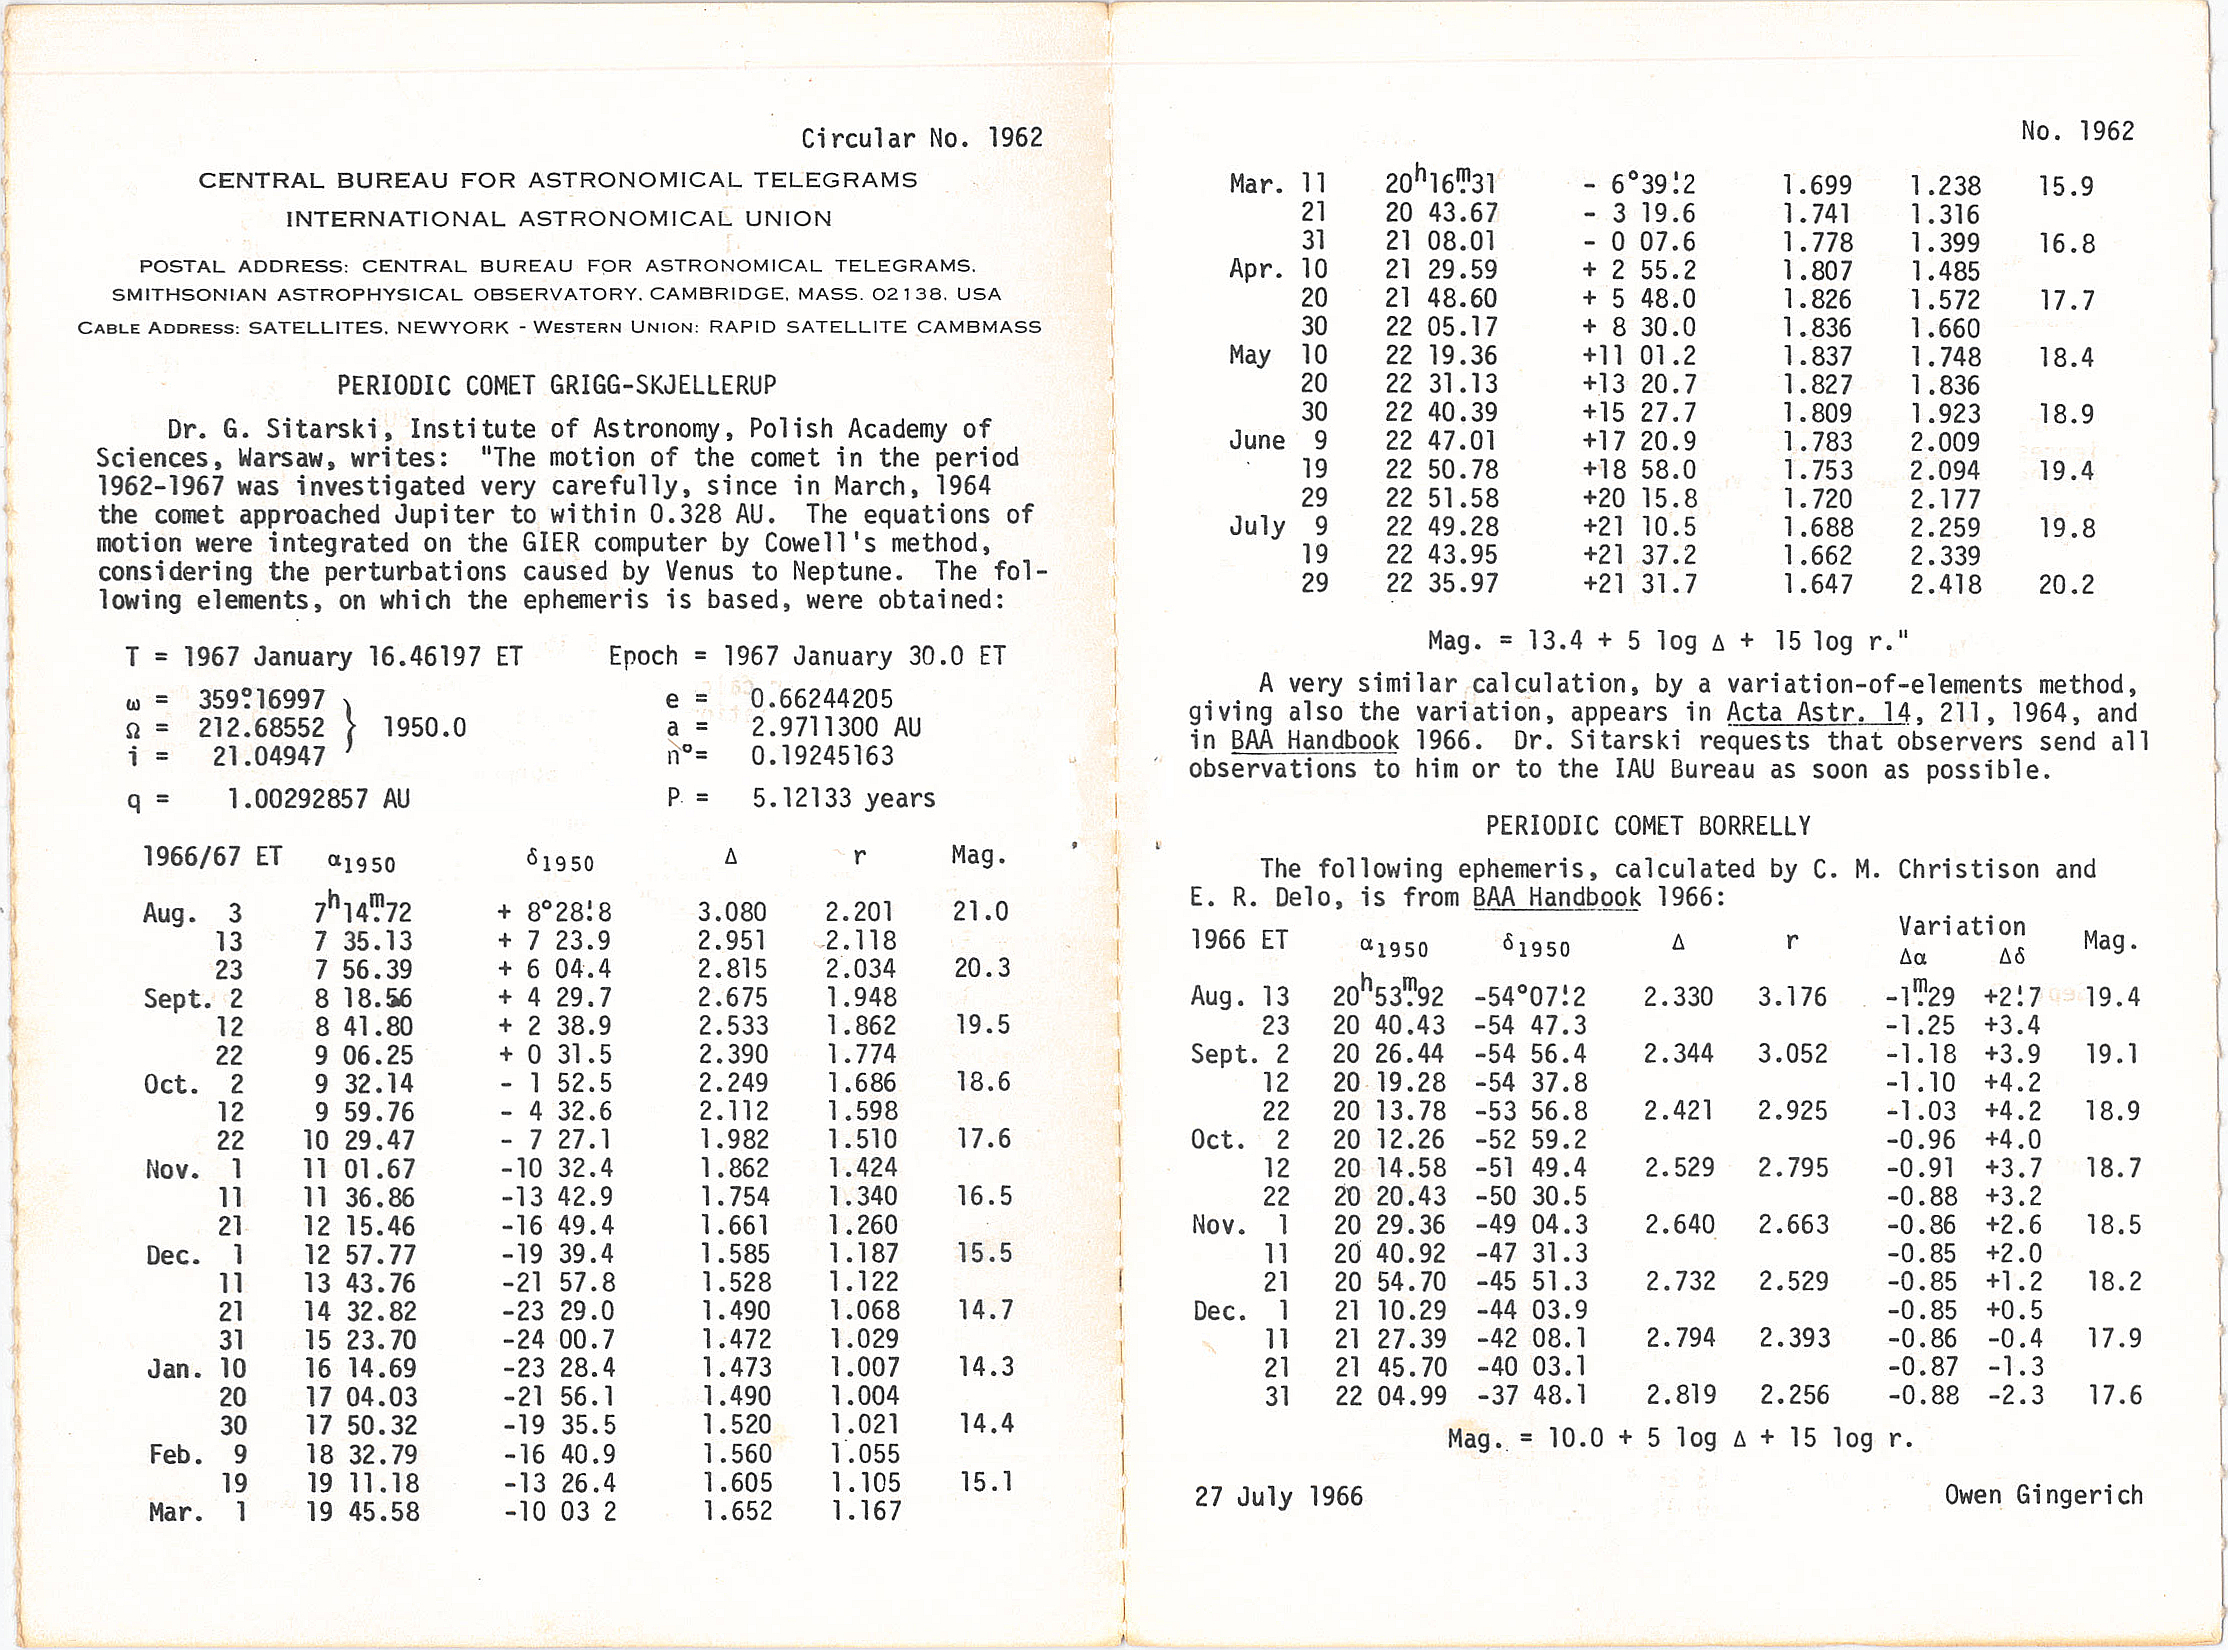 Circular No. 1962
CENTRAL BUREAU FOR ASTRONOMICAL TELEGRAMS
INTERNATIONAL ASTRONOMICAL UNION
POSTAL ADDRESS: CENTRAL BUREAU FOR ASTRONOMICAL TELEGRAMS,
SMITHSONIAN ASTROPHYSICAL OBSERVATORY, CAMBRIDGE, MASS. 02138, USA
CABLE ADDRESS: SATELLITES, NEWYORK - WESTERN UNION: RAPID SATELLITE CAMBMASS
PERIODIC COMET GRIGG-SKJELLERUP
Dr. G. Sitarski, Institute of Astronomy, Polish Academy of
Sciences, Warsaw, writes: "The motion of the comet in the period
1962-1967 was investigated very carefully, since in March, 1964
the comet approached Jupiter to within 0.328 AU. The equations of
motion were integrated on the GIER computer by Cowell's method,
considering the perturbations caused by Venus to Neptune. The fol-
lowing elements, on which the ephemeris is based, were obtained:
T = 1967 January 16.46197 ET Epoch = 1967 January 30.0 ET
ω = 359°.16997 e = 0.66244205
Ω = 212.68552 } 1950.0 a = 2.9711300 AU
i = 21.04947 n° = 0.19245163
q = 1.00292857 AU P = 5.12133 years
1966/67 ET α1950 δ1950 Δ r Mag.
Aug. 3 7h14m.72 + 8°28'.8 3.080 2.201 21.0
13 7 35.13 + 7 23.9 2.951 2.118
23 7 56.39 + 6 04.4 2.815 2.034 20.3
Sept. 2 8 18.56 + 4 29.7 2.675 1.948
12 8 41.80 + 2 38.9 2.533 1.862 19.5
22 9 06.25 + 0 31.5 2.390 1.774
Oct. 2 9 32.14 - 1 52.5 2.249 1.686 18.6
12 9 59.76 - 4 32.6 2.112 1.598
22 10 29.47 - 7 27.1 1.982 1.510 17.6
Nov. 1 11 01.67 -10 32.4 1.862 1.424
11 11 36.86 -13 42.9 1.754 1.340 16.5
21 12 15.46 -16 49.4 1.661 1.260
Dec. 1 12 57.77 -19 39.4 1.585 1.187 15.5
11 13 43.76 -21 57.8 1.528 1.122
21 14 32.82 -23 29.0 1.490 1.068 14.7
31 15 23.70 -24 00.7 1.472 1.029
Jan. 10 16 14.69 -23 28.4 1.473 1.007 14.3
20 17 04.03 -21 56.1 1.490 1.004
30 17 50.32 -19 35.5 1.520 1.021 14.4
Feb. 9 18 32.79 -16 40.9 1.560 1.055
19 19 11.18 -13 26.4 1.605 1.105 15.1
Mar. 1 19 45.58 -10 03 2 1.652 1.167
No. 1962
Mar. 11 20h16m.31 - 6°39'.2 1.699 1.238 15.9
21 20 43.67 - 3 19.6 1.741 1.316
31 21 08.01 - 0 07.6 1.778 1.399 16.8
Apr. 10 21 29.59 + 2 55.2 1.807 1.485
20 21 48.60 + 5 48.0 1.826 1.572 17.7
30 22 05.17 + 8 30.0 1.836 1.660
May 10 22 19.36 +11 01.2 1.837 1.748 18.4
20 22 31.13 +13 20.7 1.827 1.836
30 22 40.39 +15 27.7 1.809 1.923 18.9
June 9 22 47.01 +17 20.9 1.783 2.009
19 22 50.78 +18 58.0 1.753 2.094 19.4
29 22 51.58 +20 15.8 1.720 2.177
July 9 22 49.28 +21 10.5 1.688 2.259 19.8
19 22 43.95 +21 37.2 1.662 2.339
29 22 35.97 +21 31.7 1.647 2.418 20.2
Mag. = 13.4 + 5 log Δ + 15 log r."
A very similar calculation, by a variation-of-elements method,
giving also the variation, appears in Acta Astr. 14, 211, 1964, and
in BAA Handbook 1966. Dr. Sitarski requests that observers send all
observations to him or to the IAU Bureau as soon as possible.
PERIODIC COMET BORRELLY
The following ephemeris, calculated by C. M. Christison and
E. R. Delo, is from BAA Handbook 1966:
Variation
1966 ET α1950 δ1950 Δ r Δα Δδ Mag.
Aug. 13 20h53m.92 -54°07'.2 2.330 3.176 -1m.29 +2'.7 19.4
23 20 40.43 -54 47.3 -1.25 +3.4
Sept. 2 20 26.44 -54 56.4 2.344 3.052 -1.18 +3.9 19.1
12 20 19.28 -54 37.8 -1.10 +4.2
22 20 13.78 -53 56.8 2.421 2.925 -1.03 +4.2 18.9
Oct. 2 20 12.26 -52 59.2 -0.96 +4.0
12 20 14.58 -51 49.4 2.529 2.795 -0.91 +3.7 18.7
22 20 20.43 -50 30.5 -0.88 +3.2
Nov. 1 20 29.36 -49 04.3 2.640 2.663 -0.86 +2.6 18.5
11 20 40.92 -47 31.3 -0.85 +2.0
21 20 54.70 -45 51.3 2.732 2.529 -0.85 +1.2 18.2
Dec. 1 21 10.29 -44 03.9 -0.85 +0.5
11 21 27.39 -42 08.1 2.794 2.393 -0.86 -0.4 17.9
21 21 45.70 -40 03.1 -0.87 -1.3
31 22 04.99 -37 48.1 2.819 2.256 -0.88 -2.3 17.6
Mag. = 10.0 + 5 log Δ + 15 log r.
27 July 1966 Owen Gingerich